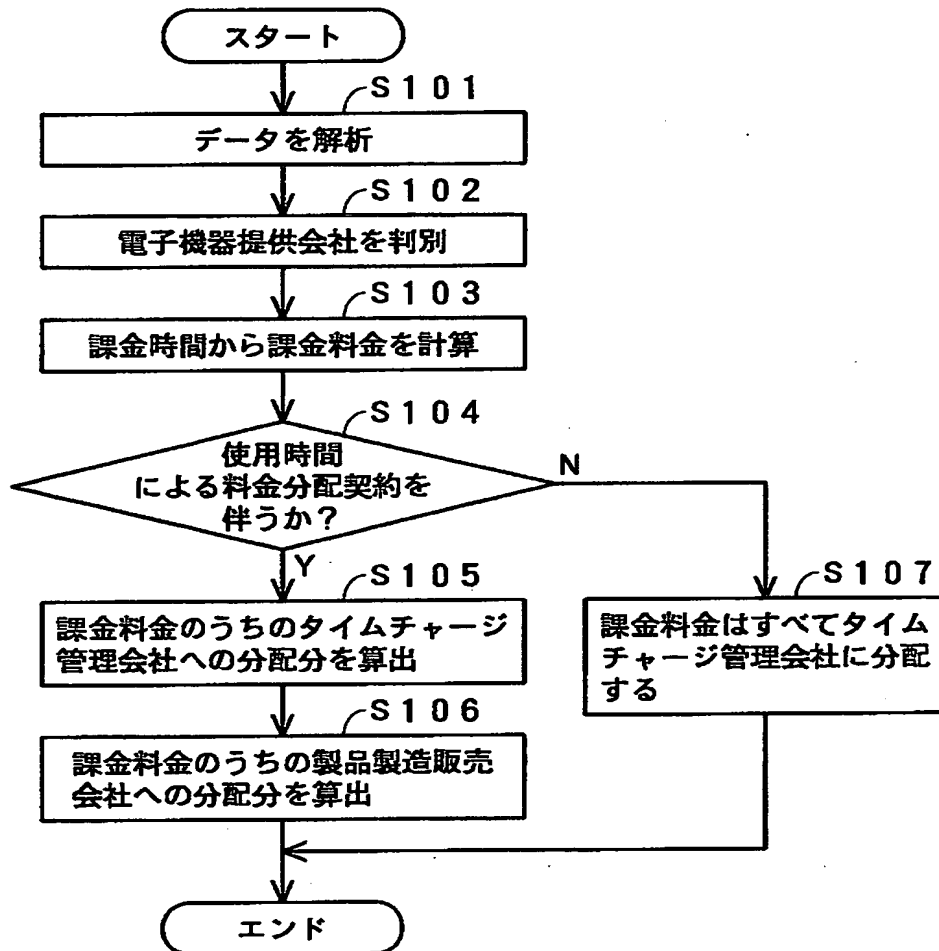 スタート
S101
データを解析
S102
電子機器提供会社を判別
S103
課金時間から課金料金を計算
S104
使用時間
による料金分配契約を
伴うか？
N
Y
S105
課金料金のうちのタイムチャージ
管理会社への分配分を算出
S107
課金料金はすべてタイム
チャージ管理会社に分配
する
S106
課金料金のうちの製品製造販売
会社への分配分を算出
エンド